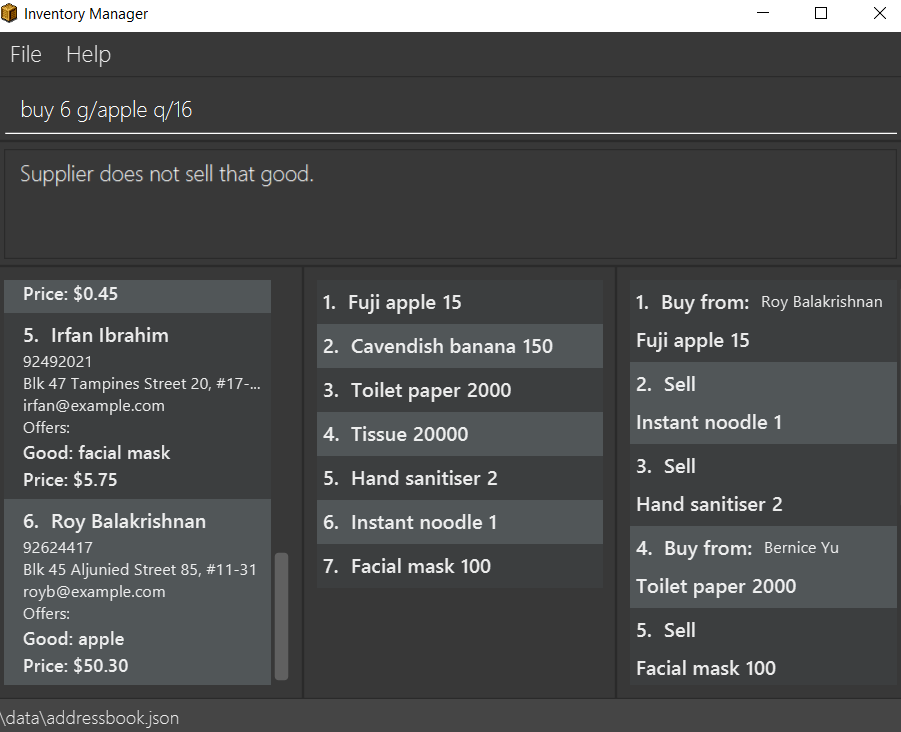 Inventory Manager
File Help
buy 6 g/apple q/16
Supplier does not sell that good.
Price: $0.45
5. Irfan Ibrahim
92492021
Blk 47 Tampines Street 20, #17-...
irfan@example.com
Offers:
Good: facial mask
Price: $5.75
6. Roy Balakrishnan
92624417
Blk 45 Aljunied Street 85, #11-31
royb@example.com
Offers:
Good: apple
Price: $50.30
1. Fuji apple 15
2. Cavendish banana 150
3. Toilet paper 2000
4. Tissue 20000
5. Hand sanitiser 2
6. Instant noodle 1
7. Facial mask 100
1. Buy from: Roy Balakrishnan
Fuji apple 15
2. Sell
Instant noodle 1
3. Sell
Hand sanitiser 2
4. Buy from: Bernice Yu
Toilet paper 2000
5. Sell
Facial mask 100
\data\addressbook.json